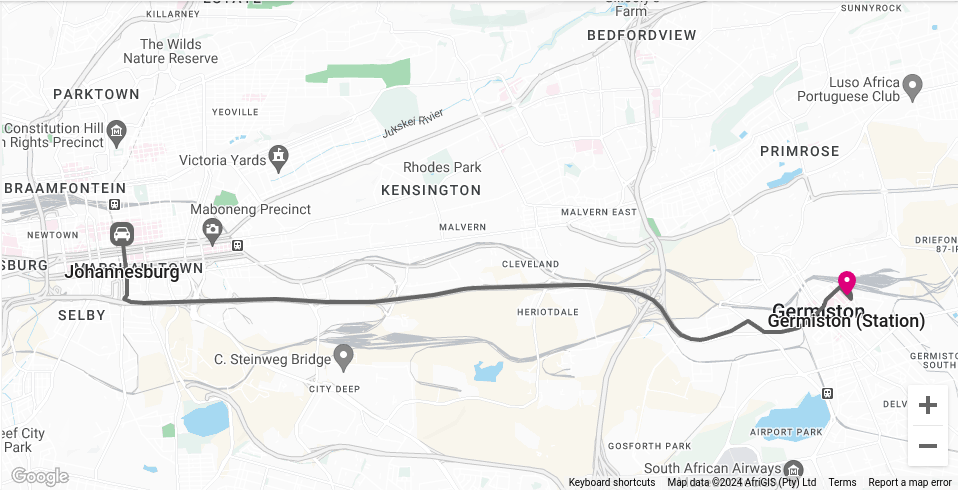 ESTATE
KILLARNEY
Farm
SUNNYROCK
BEDFORDVIEW
The Wilds
Nature Reserve
Luso Africa
Portuguese Club
PARKTOWN
YEOVILLE
Jukskei Rivier
Constitution Hill
n Rights Precinct
PRIMROSE
Victoria Yards
Rhodes Park
BRAAMFONTEIN
KENSINGTON
Maboneng Precinct
MALVERN EAST
NEWTOWN
MALVERN
DRIEFON
87-IR
SBURG
MARSHALLTOWN
Johannesburg
CLEVELAND
SELBY
HERIOTDALE
Germiston
Germiston (Station)
C. Steinweg Bridge
GERMISTO
SOUTH
CITY DEEP
DELV
eef City
Park
AIRPORT PARK
GOSFORTH PARK
South African Airways
Google
Keyboard shortcuts
Map data ©2024 AfriGIS (Pty) Ltd
Terms
Report a map error